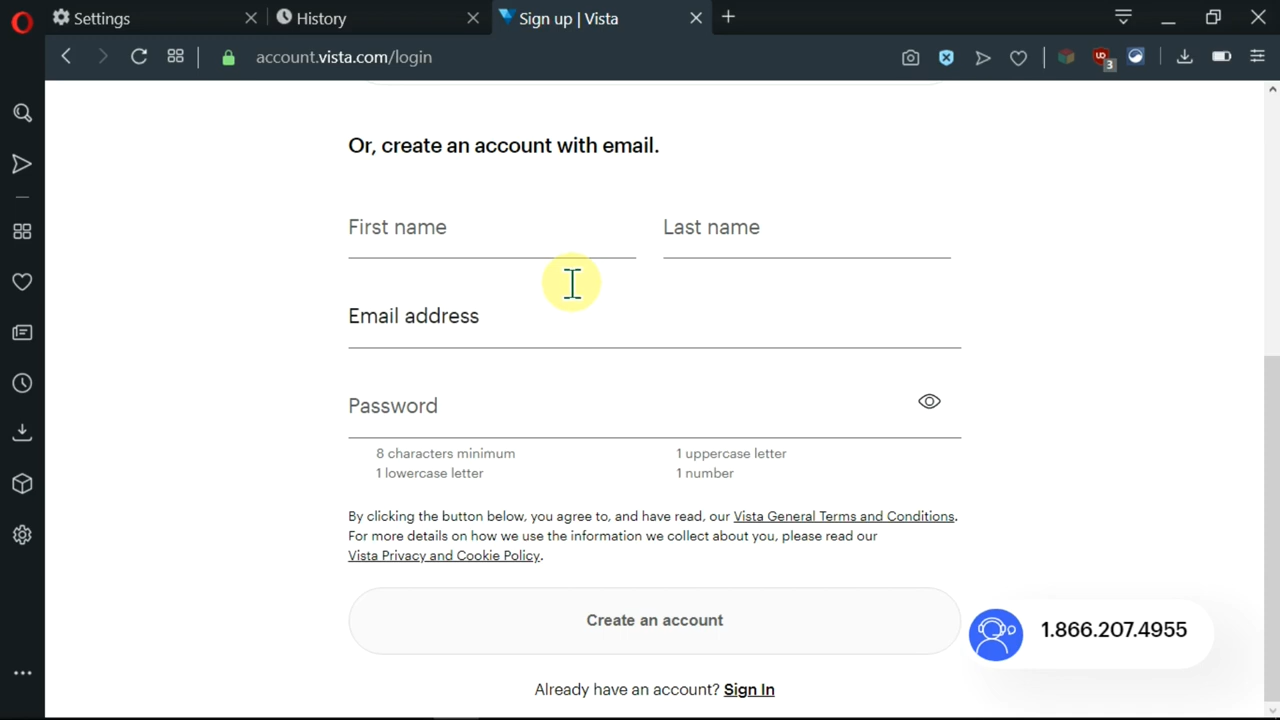 Settings
History
Sign up | Vista
account.vista.com/login
3
Or, create an account with email.
First name
Last name
Email address
Password
8 characters minimum
1 uppercase letter
1 lowercase letter
1 number
By clicking the button below, you agree to, and have read, our Vista General Terms and Conditions.
For more details on how we use the information we collect about you, please read our
Vista Privacy and Cookie Policy.
Create an account
1.866.207.4955
Already have an account? Sign In